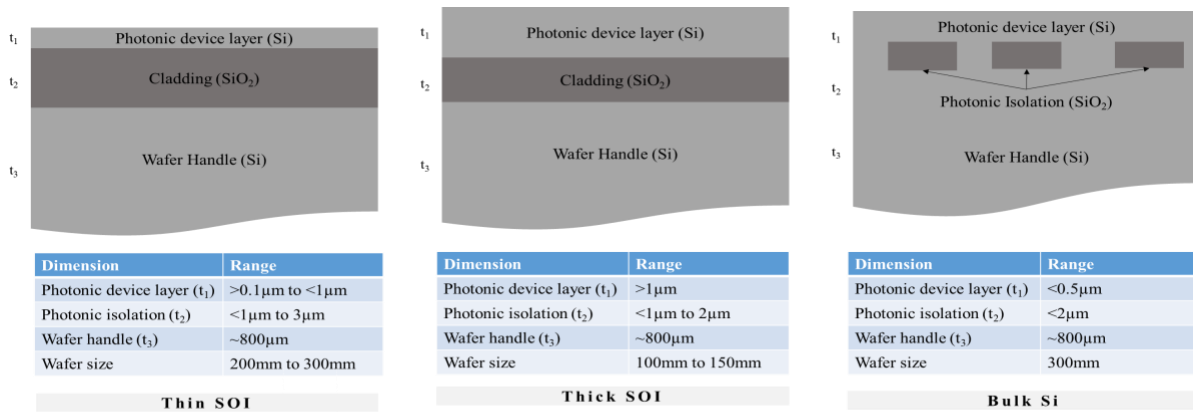 t₁
Photonic device layer (Si)
t₂
Cladding (SiO₂)
t₃
Wafer Handle (Si)
Dimension Range
Photonic device layer (t₁) >0.1µm to <1µm
Photonic isolation (t₂) <1µm to 3µm
Wafer handle (t₃) ~800µm
Wafer size 200mm to 300mm
Thin SOI
t₁
Photonic device layer (Si)
t₂
Cladding (SiO₂)
t₃
Wafer Handle (Si)
Dimension Range
Photonic device layer (t₁) >1µm
Photonic isolation (t₂) <1µm to 2µm
Wafer handle (t₃) ~800µm
Wafer size 100mm to 150mm
Thick SOI
t₁
Photonic device layer (Si)
t₂
Photonic Isolation (SiO₂)
t₃
Wafer Handle (Si)
Dimension Range
Photonic device layer (t₁) <0.5µm
Photonic isolation (t₂) <2µm
Wafer handle (t₃) ~800µm
Wafer size 300mm
Bulk Si